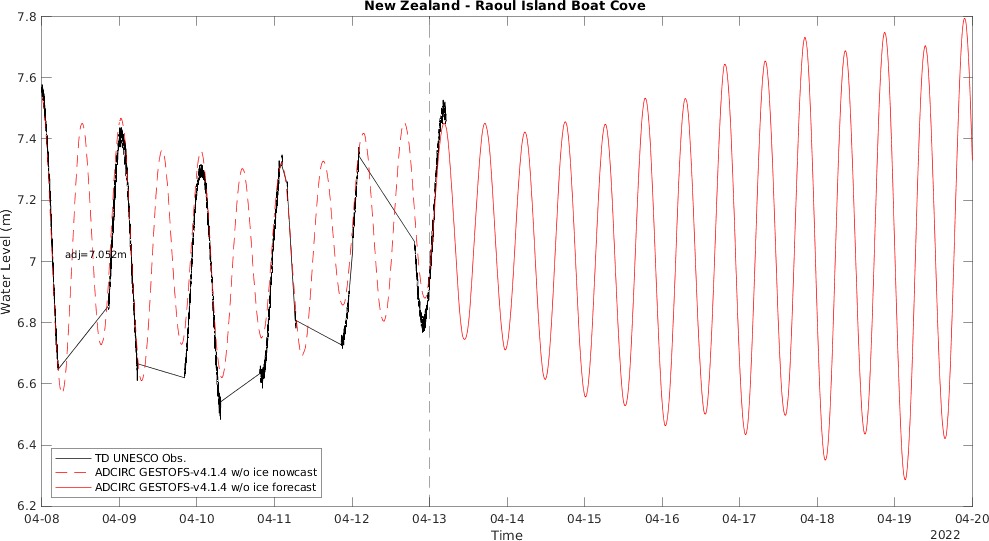 New Zealand - Raoul Island Boat Cove
7.8
7.6
7.4
7.2
7
6.8
6.6
6.4
6.2
Water Level (m)
adj=7.052m
TD UNESCO Obs.
ADCIRC GESTOFS-v4.1.4 w/o ice nowcast
ADCIRC GESTOFS-v4.1.4 w/o ice forecast
04-08 04-09 04-10 04-11 04-12 04-13 04-14 04-15 04-16 04-17 04-18 04-19 04-20
Time
2022